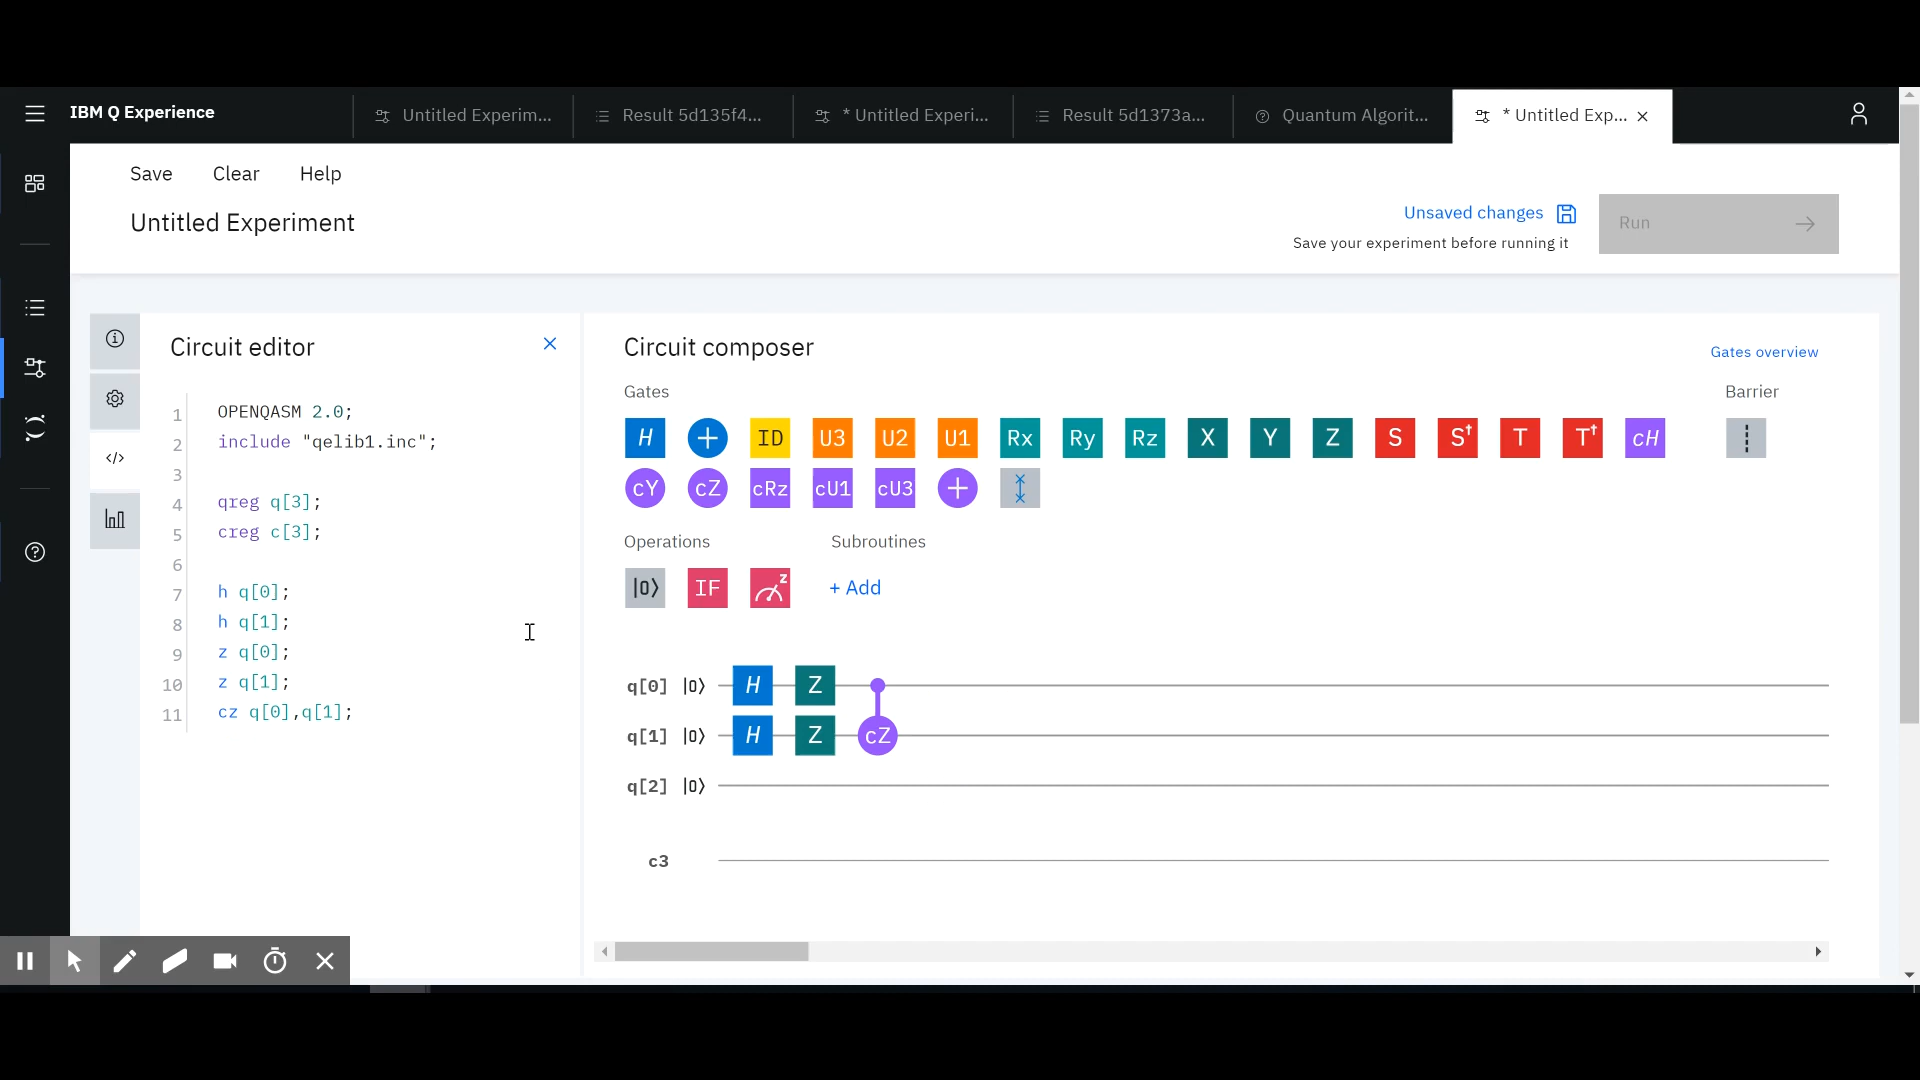 IBM Q Experience
Untitled Experim...
Result 5d135f4...
* Untitled Experi...
Result 5d1373a...
Quantum Algorit...
* Untitled Exp...
Save Clear Help
Untitled Experiment
Unsaved changes
Save your experiment before running it
Run
Circuit editor
1 OPENQASM 2.0;
2 include "qelib1.inc";
3
4 qreg q[3];
5 creg c[3];
6
7 h q[0];
8 h q[1];
9 z q[0];
10 z q[1];
11 cz q[0],q[1];
Circuit composer
Gates overview
Gates
Barrier
H ID U3 U2 U1 Rx Ry Rz X Y Z S S† T T† cH
cY cZ cRz cU1 cU3
Operations
Subroutines
|0⟩ IF z
+ Add
q[0] |0⟩ H Z
q[1] |0⟩ H Z cZ
q[2] |0⟩
c3